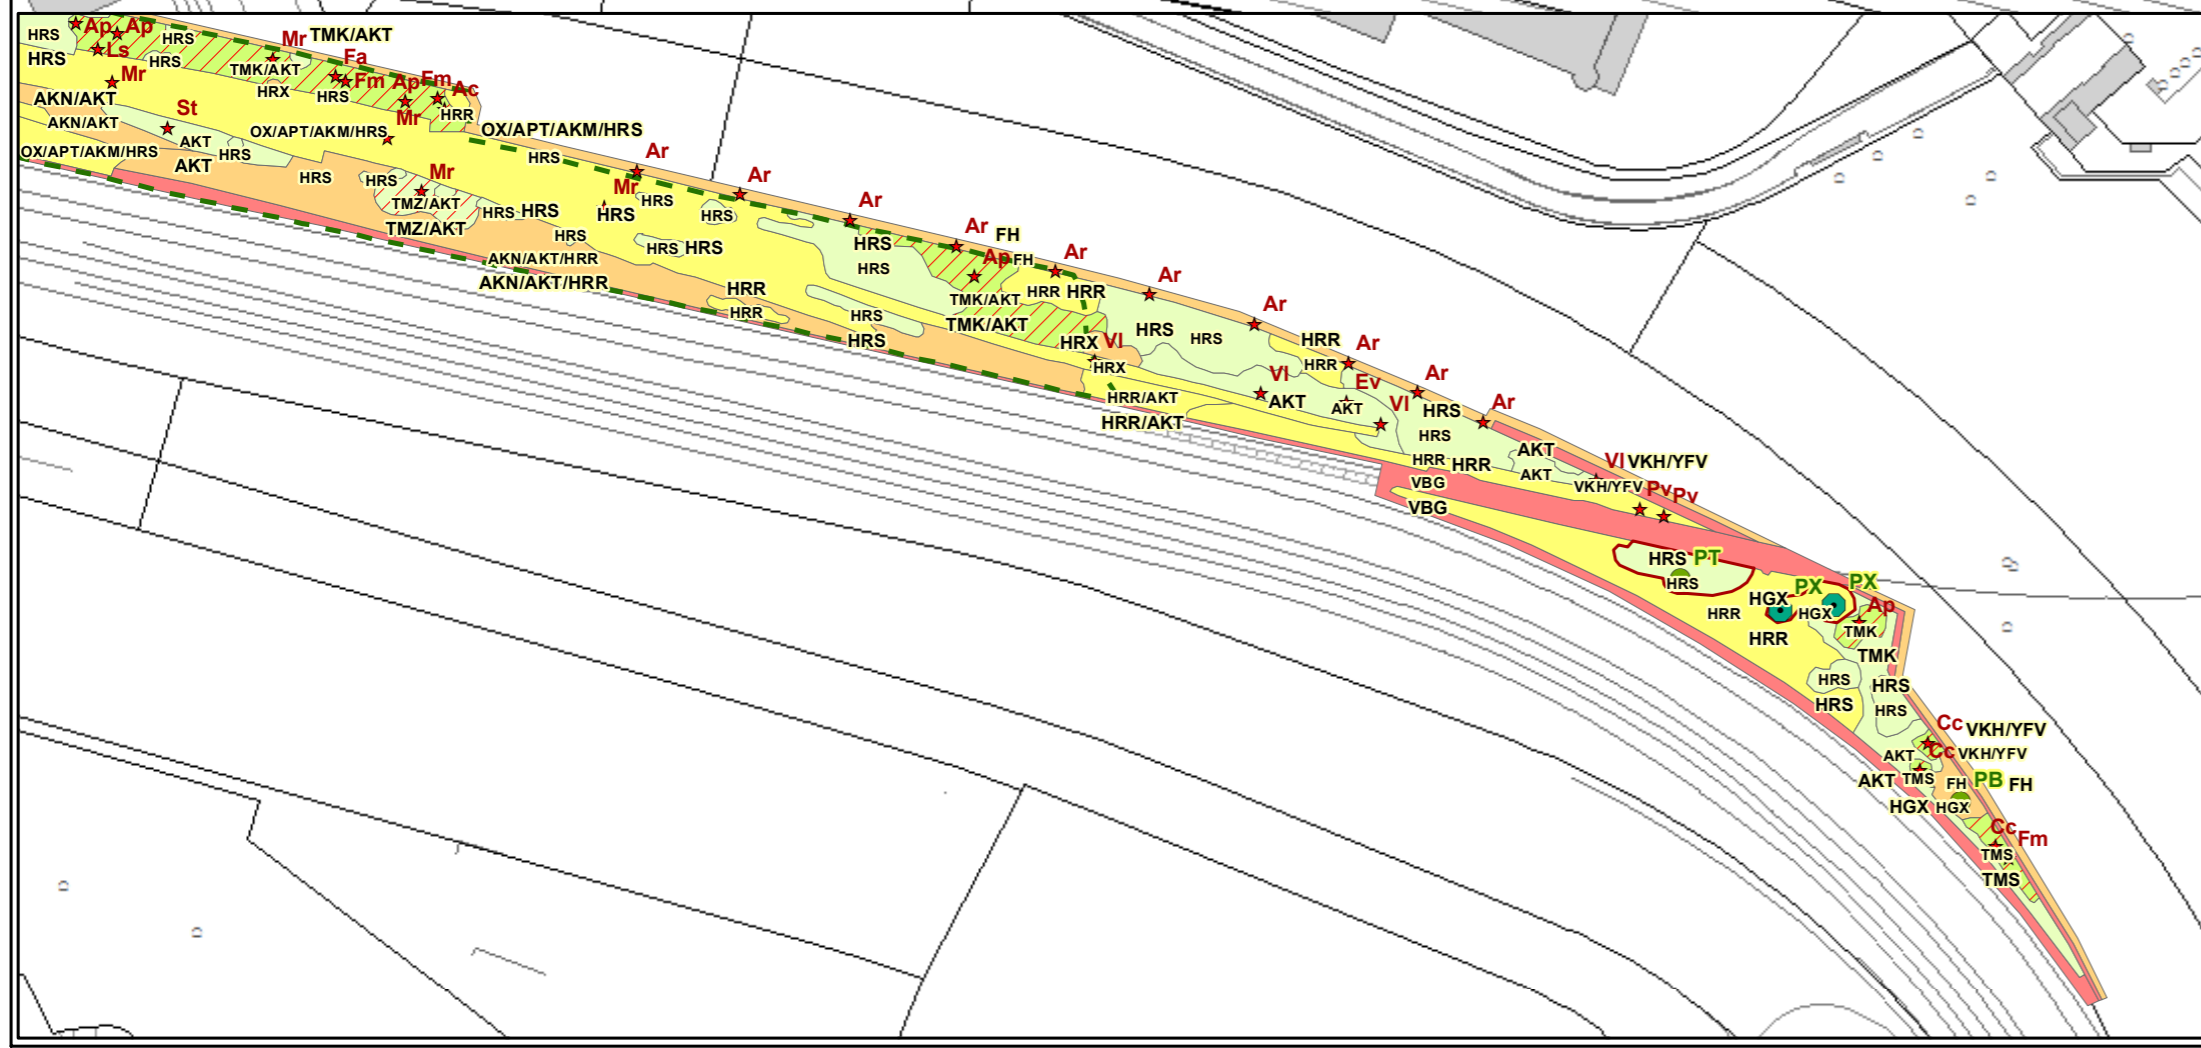 HRS
Ap
Ap
HRS
Mr
TMK/AKT
HRS
Ls
HRS
TMK/AKT
Fa
Mr
Fm
Ap
Fm
Ac
HRX
HRS
AKN/AKT
St
Mr
HRR
AKN/AKT
AKT
OX/APT/AKM/HRS
OX/APT/AKM/HRS
OX/APT/AKM/HRS
HRS
AKT
HRS
Ar
HRS
HRS
Mr
Ar
TMZ/AKT
HRS
HRS
Mr
HRS
HRS
HRS
Ar
TMZ/AKT
HRS
HRS
HRS
HRS
Ar
FH
AKN/AKT/HRR
HRS
Ap
FH
Ar
AKN/AKT/HRR
HRR
TMK/AKT
HRR
HRR
Ar
HRR
HRS
TMK/AKT
Ar
HRS
HRX
Vl
HRS
HRS
HRR
Ar
HRX
HRR
Vl
Ev
Ar
HRR/AKT
AKT
AKT
Vl
HRS
Ar
HRR/AKT
HRS
HRR
HRR
AKT
AKT
Vl
VKH/YFV
VBG
VKH/YFV
Pv
Pv
VBG
HRS
PT
HRS
PX
PX
HGX
HGX
Ap
HRR
TMK
HRR
TMK
HRS
HRS
HRS
HRS
Cc
VKH/YFV
AKT
Cc
VKH/YFV
AKT
TMS
FH
PB
FH
HGX
HGX
Cc
Fm
TMS
TMS